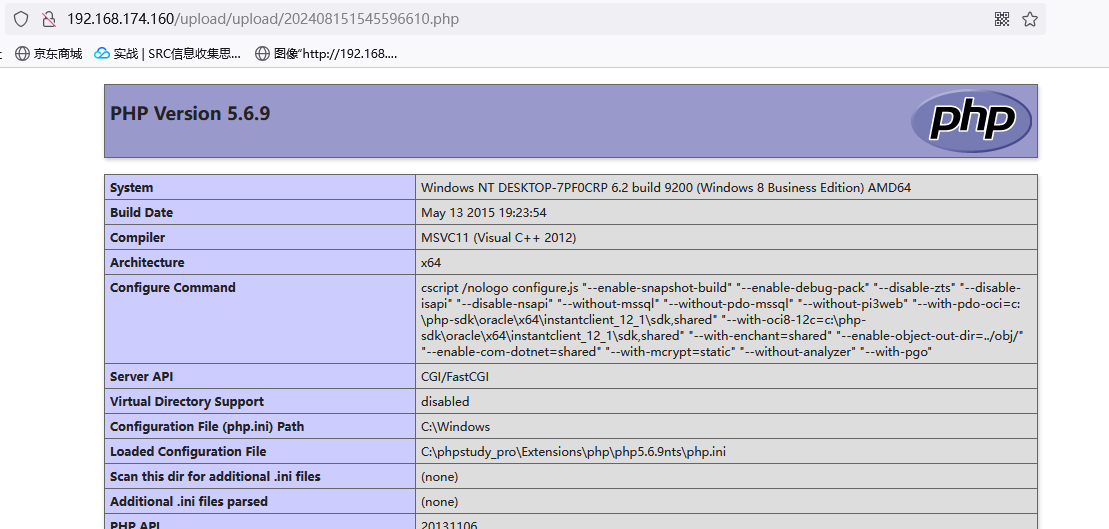 192.168.174.160/upload/upload/202408151545596610.php
京东商城 实战 | SRC信息收集思... 图像"http://192.168....
PHP Version 5.6.9
php
System Windows NT DESKTOP-7PF0CRP 6.2 build 9200 (Windows 8 Business Edition) AMD64
Build Date May 13 2015 19:23:54
Compiler MSVC11 (Visual C++ 2012)
Architecture x64
Configure Command cscript /nologo configure.js "--enable-snapshot-build" "--enable-debug-pack" "--disable-zts" "--disable-
isapi" "--disable-nsapi" "--without-mssql" "--without-pdo-mssql" "--without-pi3web" "--with-pdo-oci=c:
\php-sdk\oracle\x64\instantclient_12_1\sdk,shared" "--with-oci8-12c=c:\php-
sdk\oracle\x64\instantclient_12_1\sdk,shared" "--with-enchant=shared" "--enable-object-out-dir=../obj/"
"--enable-com-dotnet=shared" "--with-mcrypt=static" "--without-analyzer" "--with-pgo"
Server API CGI/FastCGI
Virtual Directory Support disabled
Configuration File (php.ini) Path C:\Windows
Loaded Configuration File C:\phpstudy_pro\Extensions\php\php5.6.9nts\php.ini
Scan this dir for additional .ini files (none)
Additional .ini files parsed (none)
PHP API 20131106